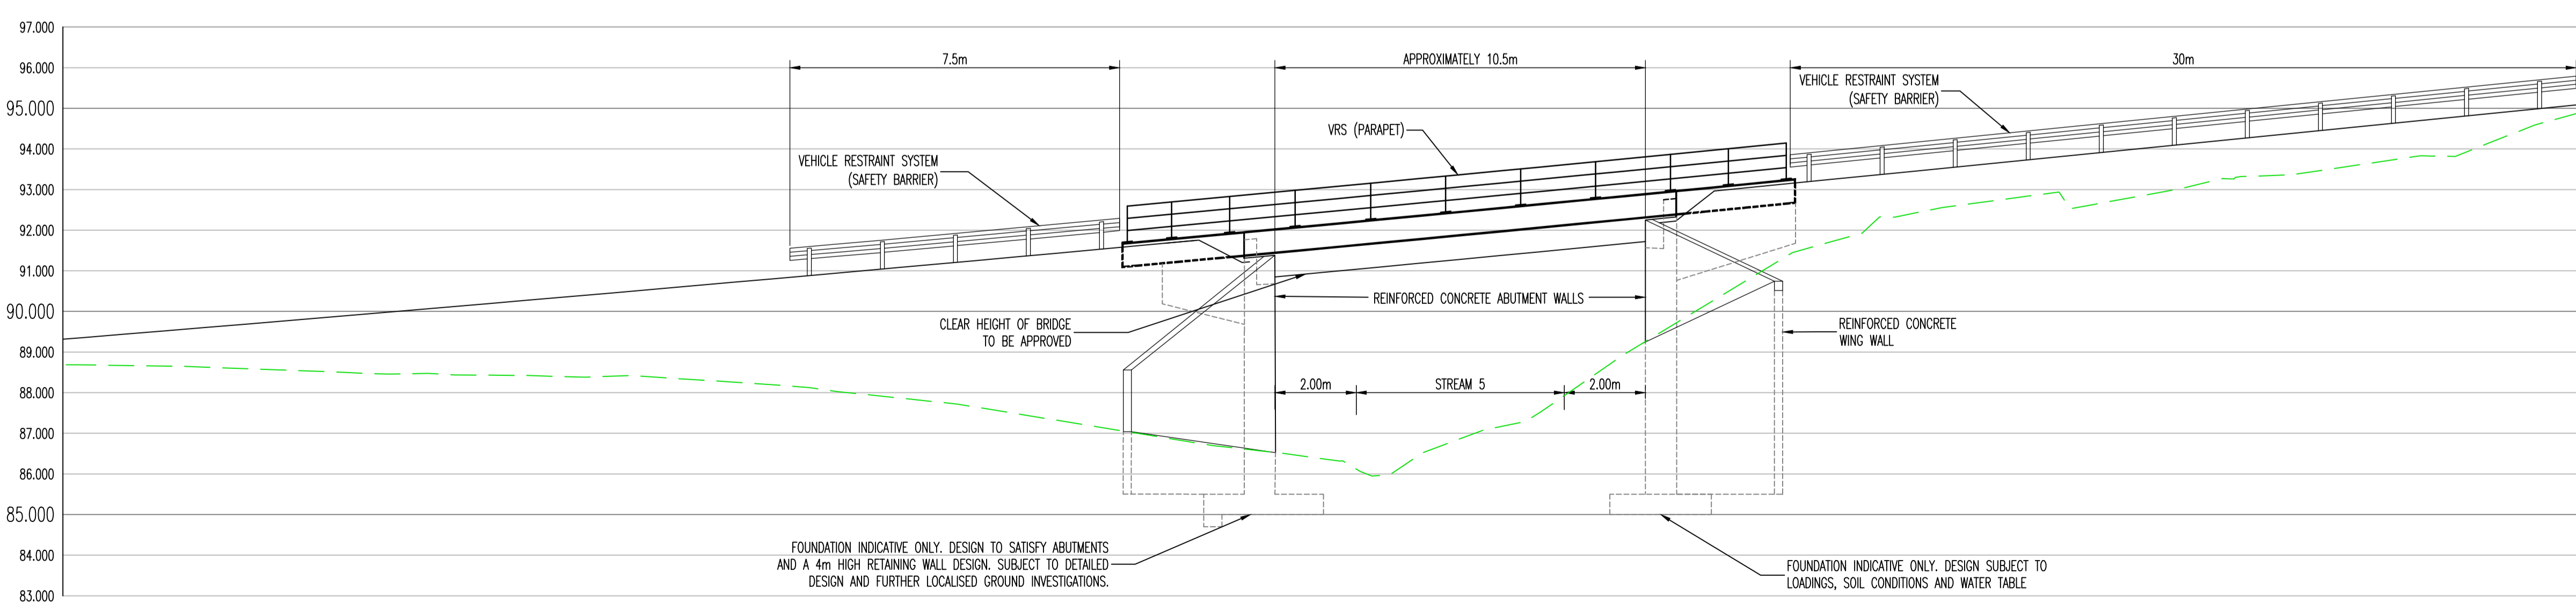 97.000
96.000
95.000
94.000
93.000
92.000
91.000
90.000
89.000
88.000
87.000
86.000
85.000
84.000
83.000
7.5m
APPROXIMATELY 10.5m
30m
VEHICLE RESTRAINT SYSTEM
(SAFETY BARRIER)
VRS (PARAPET)
VEHICLE RESTRAINT SYSTEM
(SAFETY BARRIER)
REINFORCED CONCRETE ABUTMENT WALLS
CLEAR HEIGHT OF BRIDGE
TO BE APPROVED
REINFORCED CONCRETE
WING WALL
2.00m
STREAM 5
2.00m
FOUNDATION INDICATIVE ONLY. DESIGN TO SATISFY ABUTMENTS
AND A 4m HIGH RETAINING WALL DESIGN. SUBJECT TO DETAILED
DESIGN AND FURTHER LOCALISED GROUND INVESTIGATIONS.
FOUNDATION INDICATIVE ONLY. DESIGN SUBJECT TO
LOADINGS, SOIL CONDITIONS AND WATER TABLE